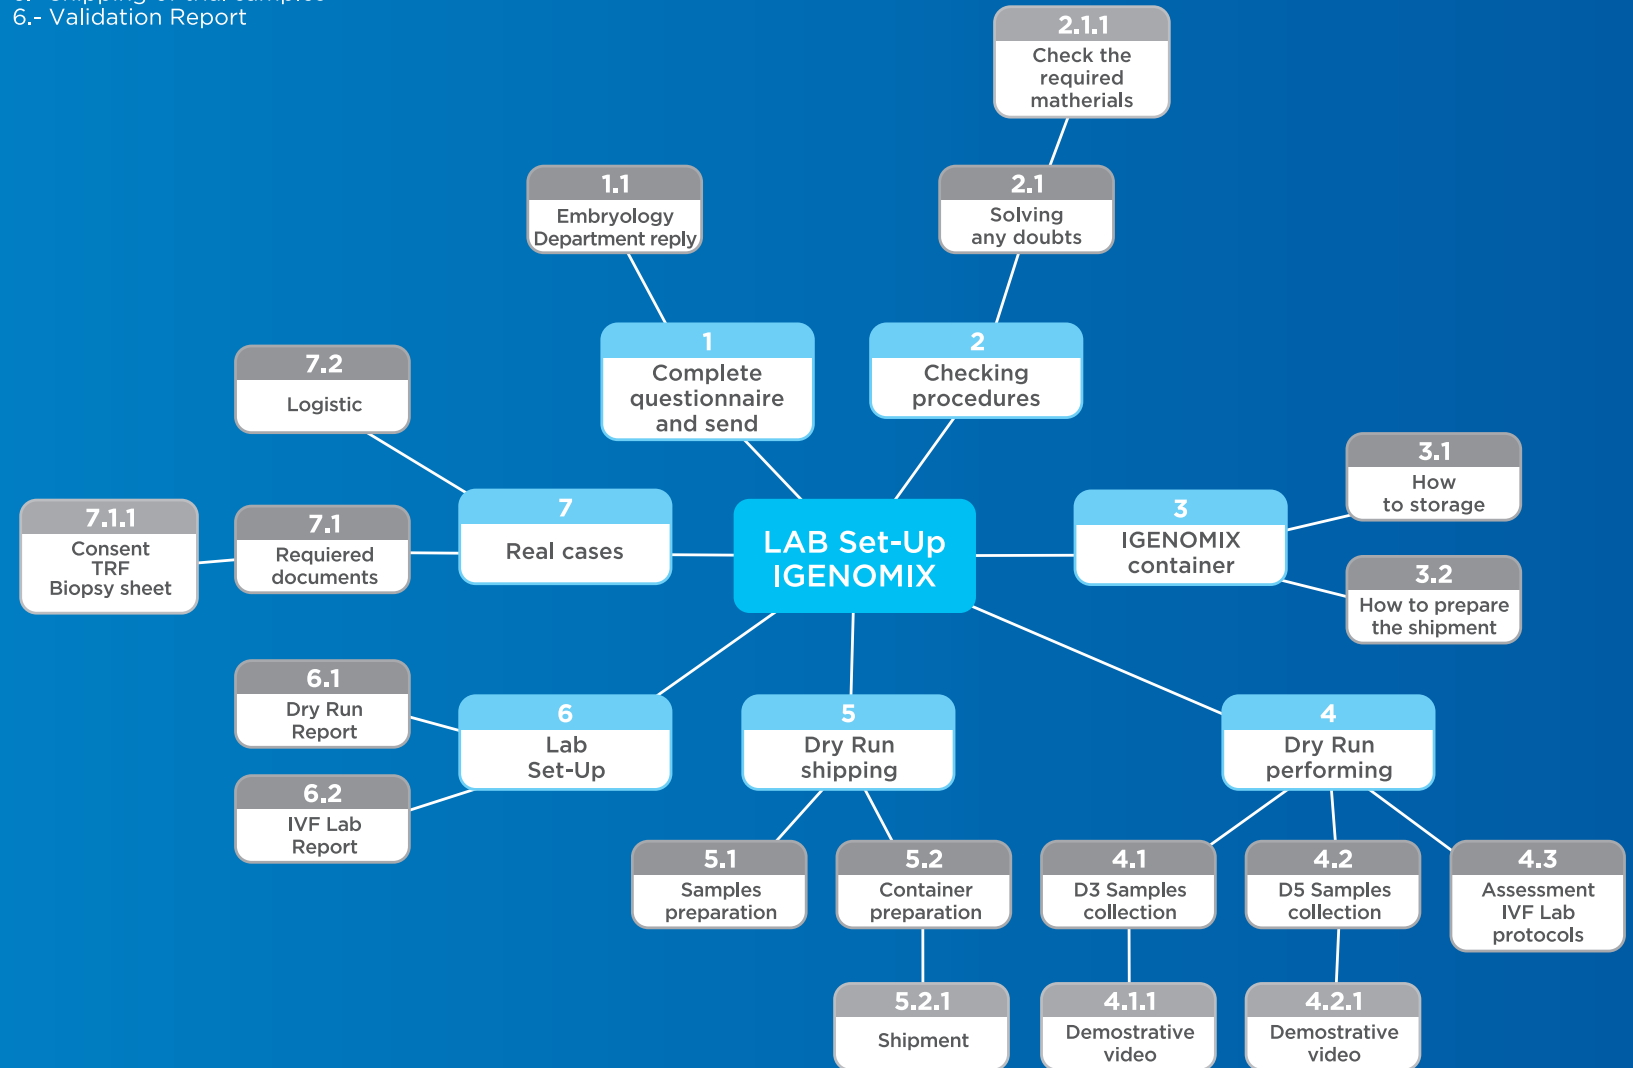 6.- Validation Report
2.1.1
Check the
required
matherials
1.1
Embryology
Department reply
2.1
Solving
any doubts
1
Complete
questionnaire
and send
2
Checking
procedures
7.2
Logistic
3.1
How
to storage
7
Real cases
LAB Set-Up
IGENOMIX
3
IGENOMIX
container
7.1.1
Consent
TRF
Biopsy sheet
7.1
Requiered
documents
3.2
How to prepare
the shipment
6.1
Dry Run
Report
6
Lab
Set-Up
5
Dry Run
shipping
4
Dry Run
performing
6.2
IVF Lab
Report
5.1
Samples
preparation
5.2
Container
preparation
4.1
D3 Samples
collection
4.2
D5 Samples
collection
4.3
Assessment
IVF Lab
protocols
5.2.1
Shipment
4.1.1
Demostrative
video
4.2.1
Demostrative
video